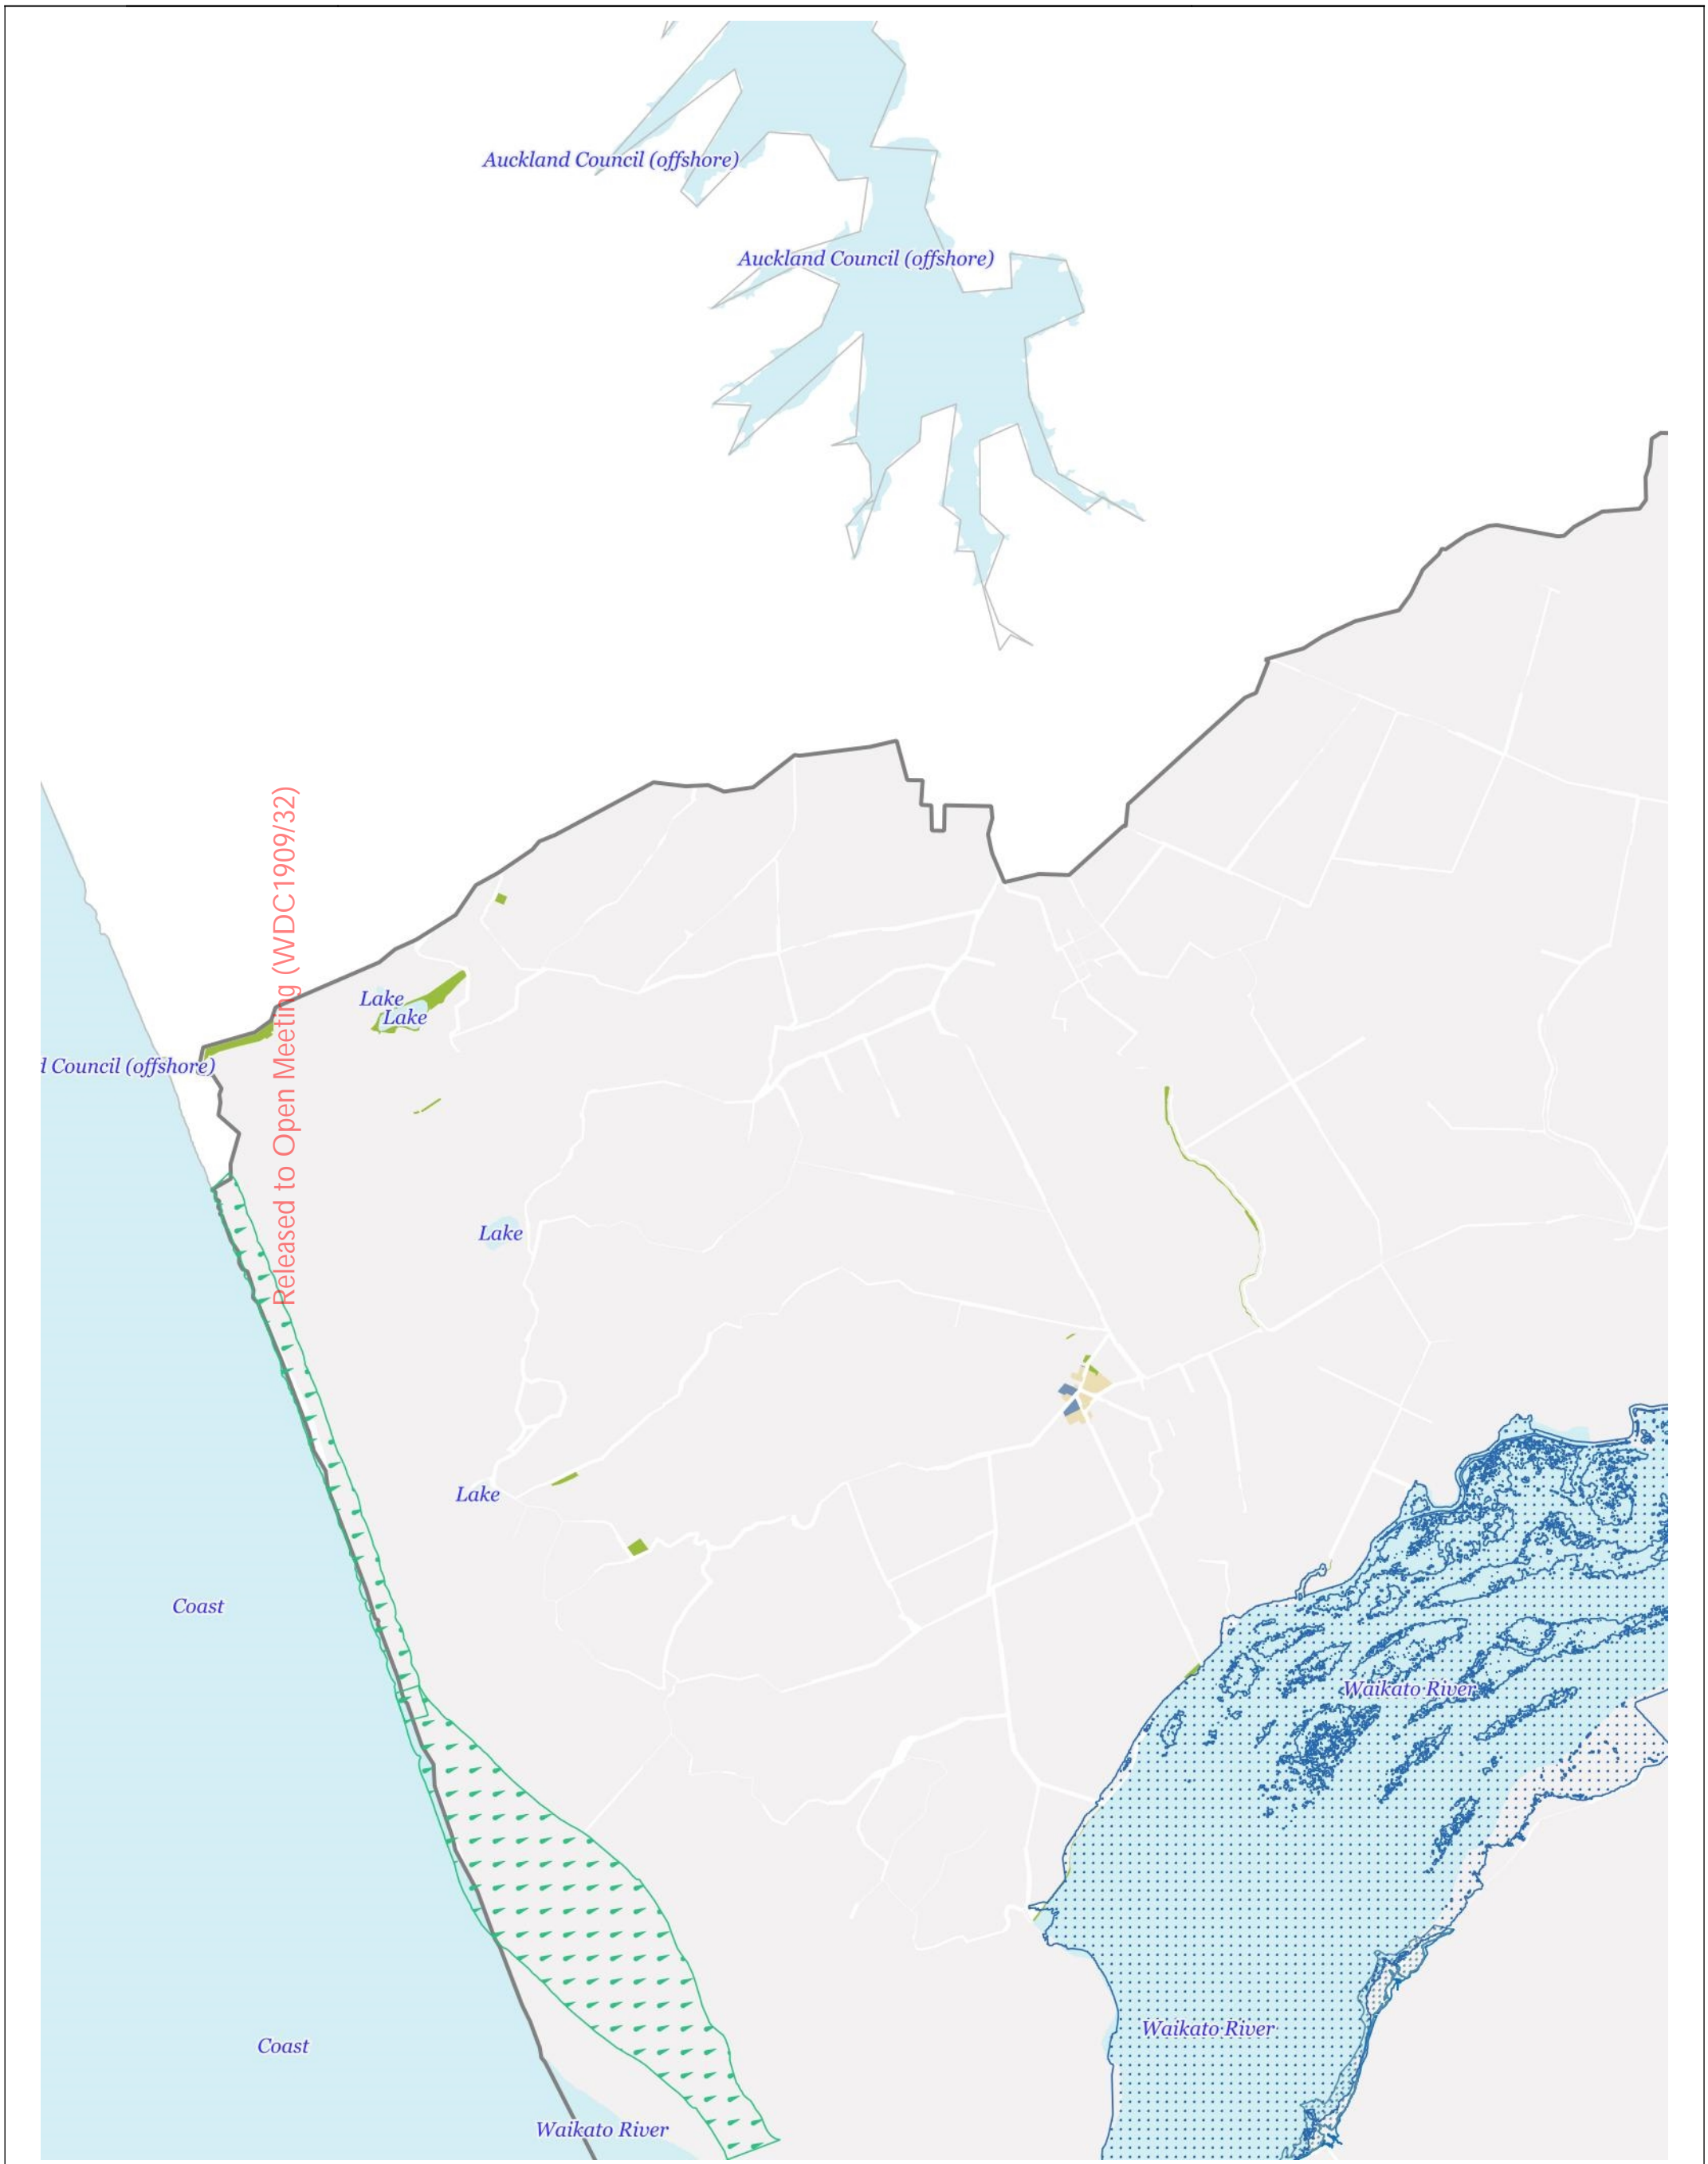 Auckland Council (offshore)
Auckland Council (offshore)
Released to Open Meeting (WDC1909/32)
Lake
Lake
d Council (offshore)
Lake
Lake
Coast
Waikato River
Waikato River
Coast
Waikato River